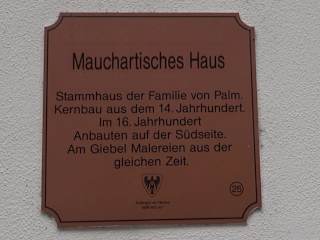 Mauchartisches Haus
Stammhaus der Familie von Palm.
Kernbau aus dem 14. Jahrhundert.
Im 16. Jahrhundert
Anbauten auf der Südseite.
Am Giebel Malereien aus der
gleichen Zeit.
26